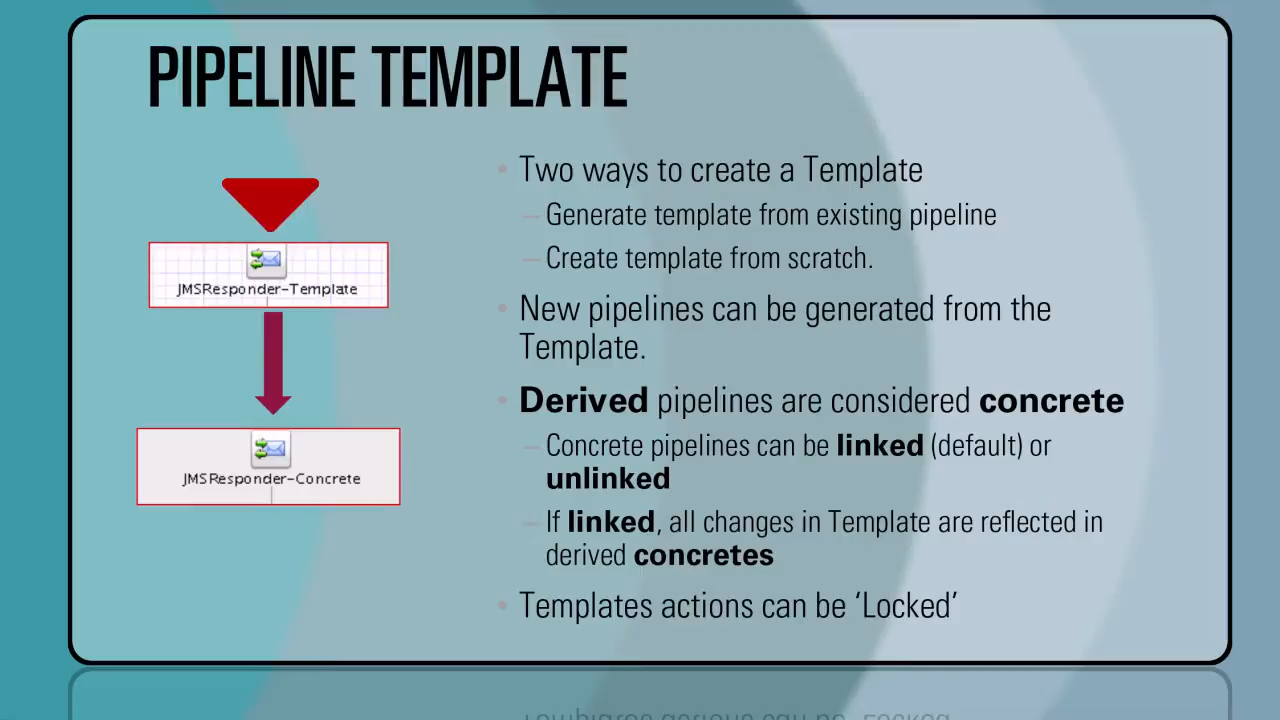 PIPELINE TEMPLATE
JMSResponder-Template
JMSResponder-Concrete
• Two ways to create a Template
– Generate template from existing pipeline
– Create template from scratch.
• New pipelines can be generated from the
Template.
• Derived pipelines are considered concrete
– Concrete pipelines can be linked (default) or
unlinked
– If linked, all changes in Template are reflected in
derived concretes
• Templates actions can be ‘Locked’